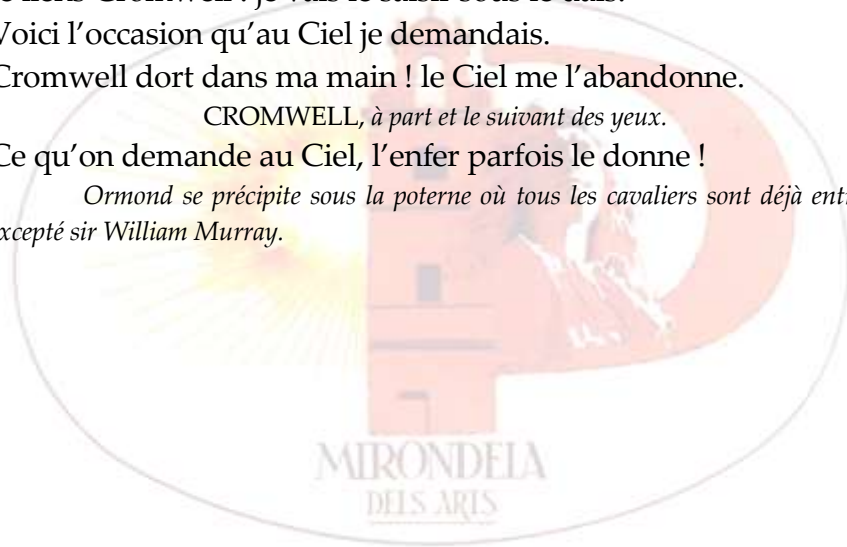 Voici l’occasion qu’au Ciel je demandais.
Cromwell dort dans ma main ! le Ciel me l’abandonne.
CROMWELL, à part et le suivant des yeux.
Ce qu’on demande au Ciel, l’enfer parfois le donne !
Ormond se précipite sous la poterne où tous les cavaliers sont déjà
excepté sir William Murray.
MIRONDELA
DELS ARTS